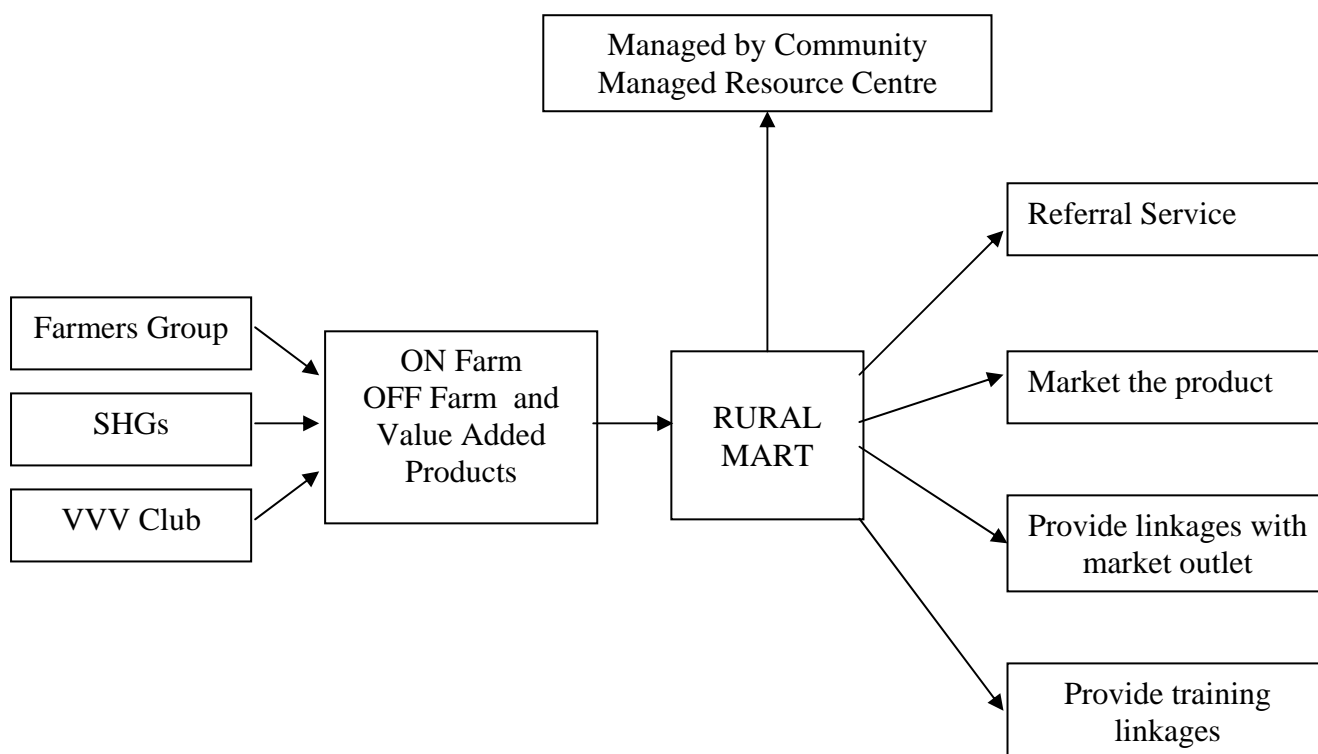 Managed by Community
Managed Resource Centre
Referral Service
Farmers Group
ON Farm
OFF Farm and
Value Added
Products
SHGs
VVV Club
RURAL
MART
Market the product
Provide linkages with
market outlet
Provide training
linkages